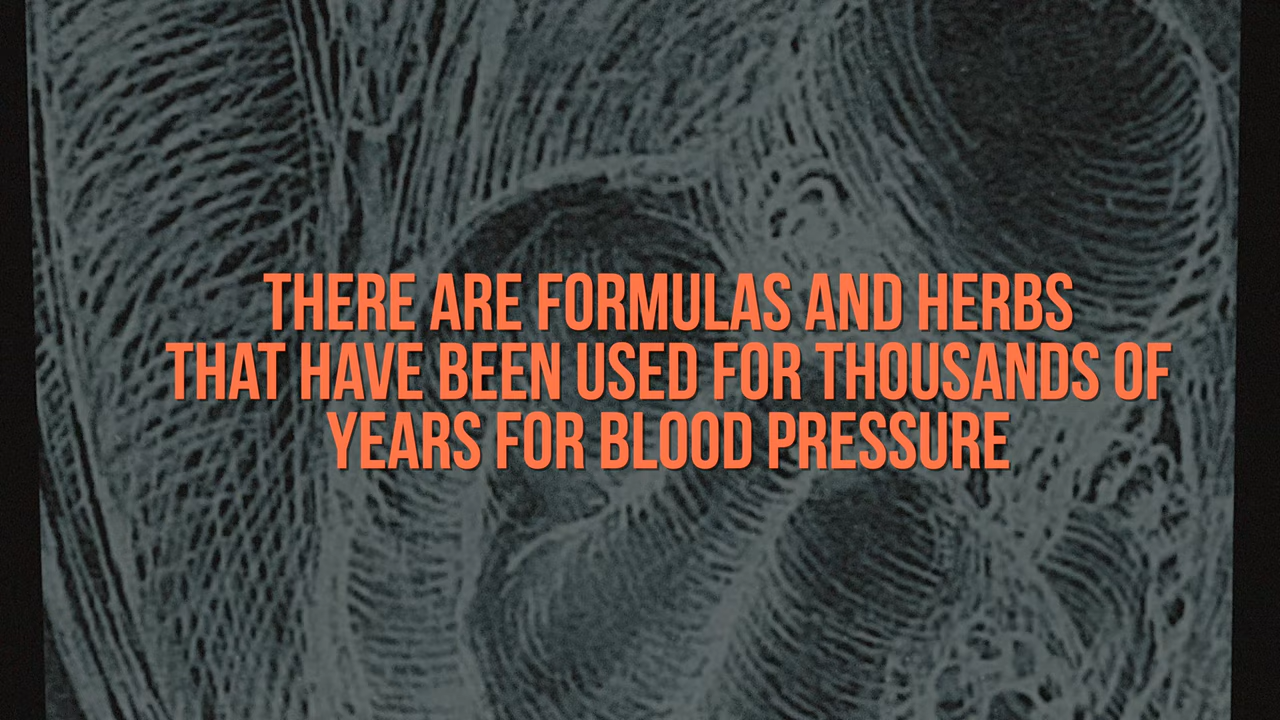 THERE ARE FORMULAS AND HERBS
THAT HAVE BEEN USED FOR THOUSANDS OF
YEARS FOR BLOOD PRESSURE